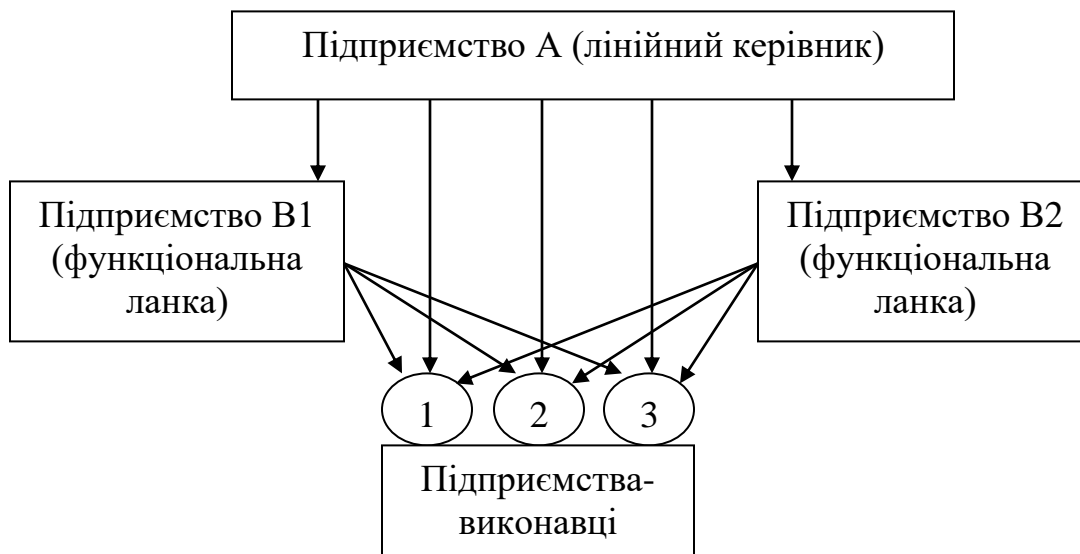 Підприємство А (лінійний керівник)
Підприємство В1
(функціональна
ланка)
Підприємство В2
(функціональна
ланка)
1
2
3
Підприємства-
виконавці